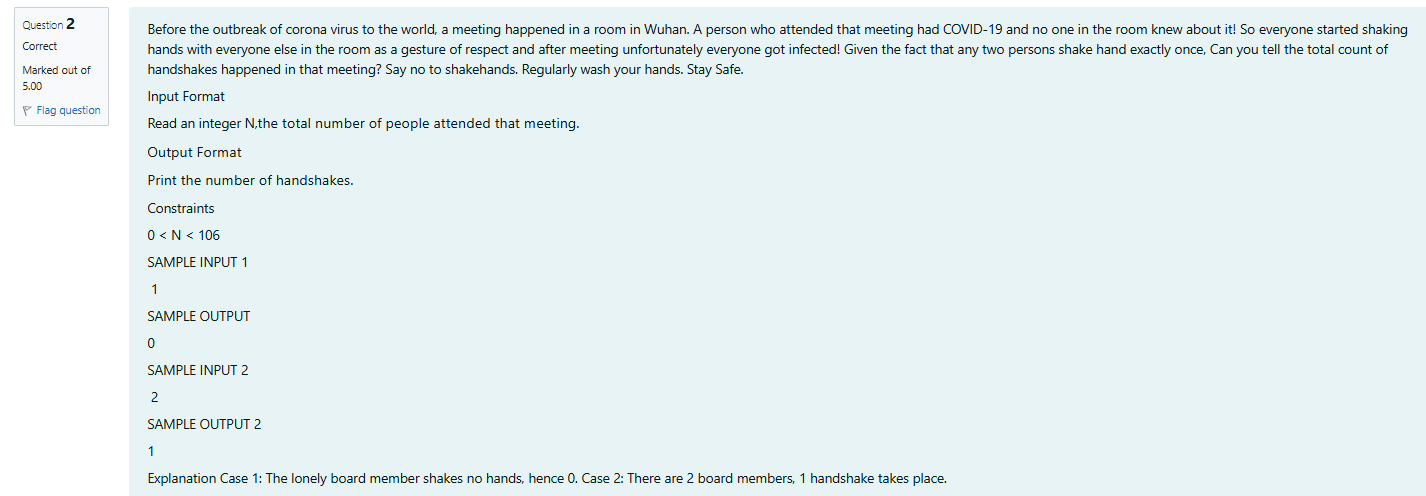 Question 2
Correct
Marked out of
5.00
Flag question
Before the outbreak of corona virus to the world, a meeting happened in a room in Wuhan. A person who attended that meeting had COVID-19 and no one in the room knew about it! So everyone started shaking
hands with everyone else in the room as a gesture of respect and after meeting unfortunately everyone got infected! Given the fact that any two persons shake hand exactly once, Can you tell the total count of
handshakes happened in that meeting? Say no to shakehands. Regularly wash your hands. Stay Safe.
Input Format
Read an integer N,the total number of people attended that meeting.
Output Format
Print the number of handshakes.
Constraints
0 < N < 106
SAMPLE INPUT 1
1
SAMPLE OUTPUT
0
SAMPLE INPUT 2
2
SAMPLE OUTPUT 2
1
Explanation Case 1: The lonely board member shakes no hands, hence 0. Case 2: There are 2 board members, 1 handshake takes place.